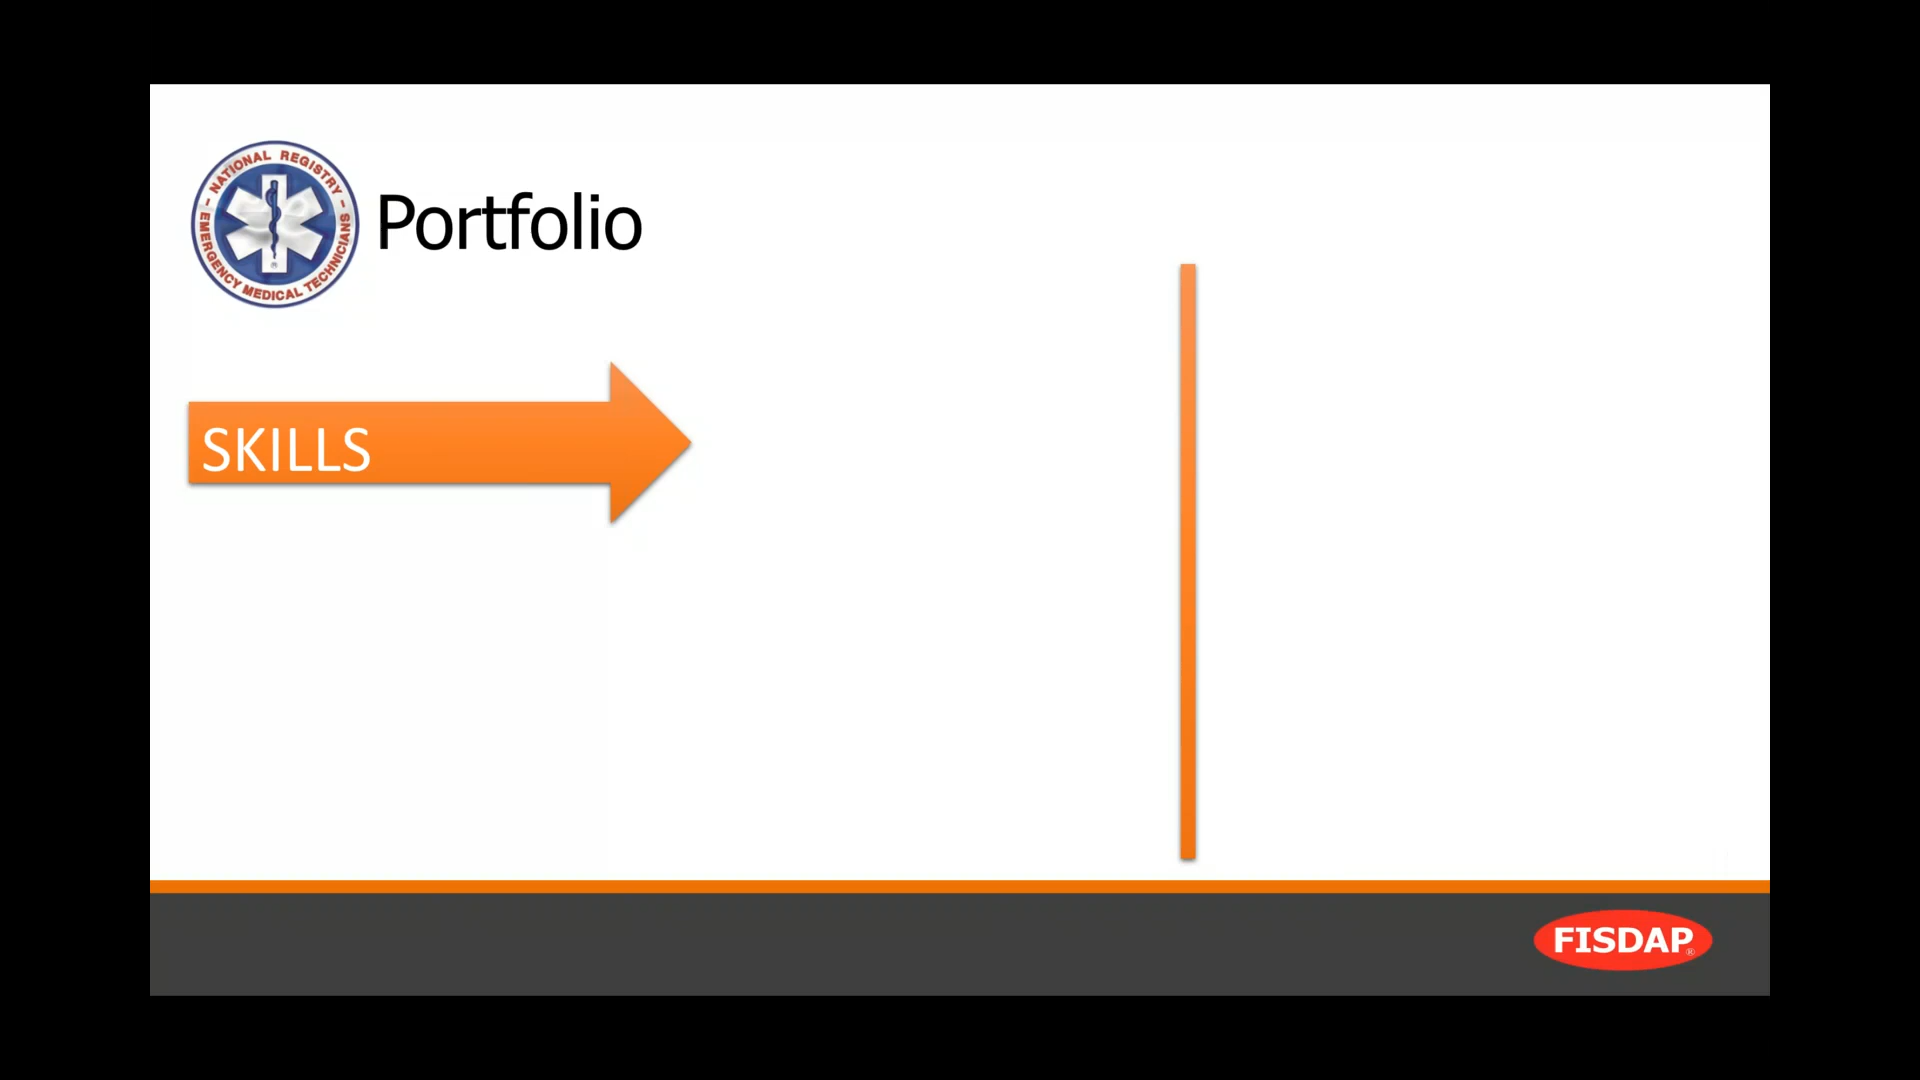 NATIONAL REGISTRY
EMERGENCY MEDICAL TECHNICIANS
®
Portfolio
SKILLS
FISDAP®